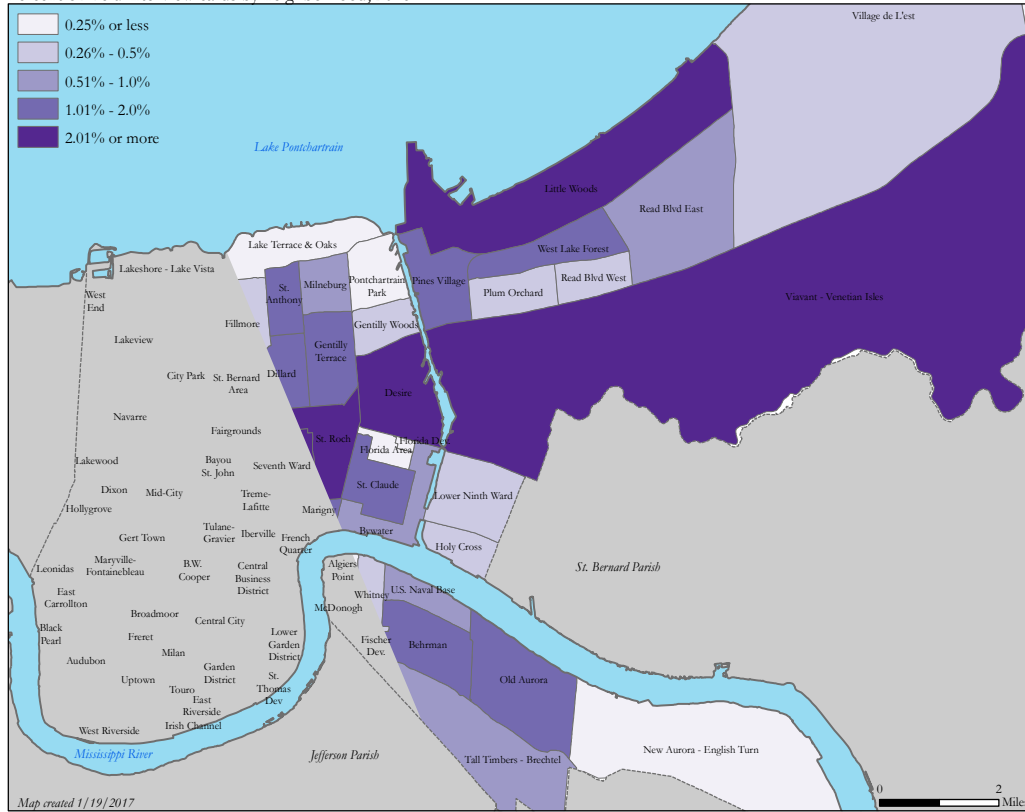 0.25% or less
0.26% - 0.5%
0.51% - 1.0%
1.01% - 2.0%
2.01% or more
Village de L'est
Lake Pontchartrain
Little Woods
Read Blvd East
Lake Terrace & Oaks
West Lake Forest
Lakeshore - Lake Vista
Pontchartrain
Park
Pines Village
Read Blvd West
St.
Anthony
Milneburg
Plum Orchard
West
End
Viavant - Venetian Isles
Fillmore
Gentilly Woods
Lakeview
Gentilly
Terrace
City Park
St. Bernard
Area
Dillard
Desire
Navarre
Fairgrounds
St. Roch
Florida Dev.
Florida Area
Lakewood
Bayou
St. John
Seventh Ward
Dixon
Mid-City
St. Claude
Lower Ninth Ward
Treme-
Lafitte
Hollygrove
Marigny
Gert Town
Tulane-
Gravier
Iberville
French
Quarter
Bywater
Holy Cross
Leonidas
Maryville-
Fontainebleau
B.W.
Cooper
Central
Business
District
Algiers
Point
St. Bernard Parish
East
Carrollton
Whitney
U.S. Naval Base
McDonogh
Broadmoor
Central City
Black
Pearl
Freret
Lower
Garden
District
Fischer
Dev.
Behrman
Milan
Audubon
Garden
District
Uptown
Touro
St.
Thomas
Dev
Old Aurora
East
Riverside
Irish Channel
West Riverside
Mississippi River
Jefferson Parish
Tall Timbers - Brechtel
New Aurora - English Turn
Map created 1/19/2017
0 2
Mile